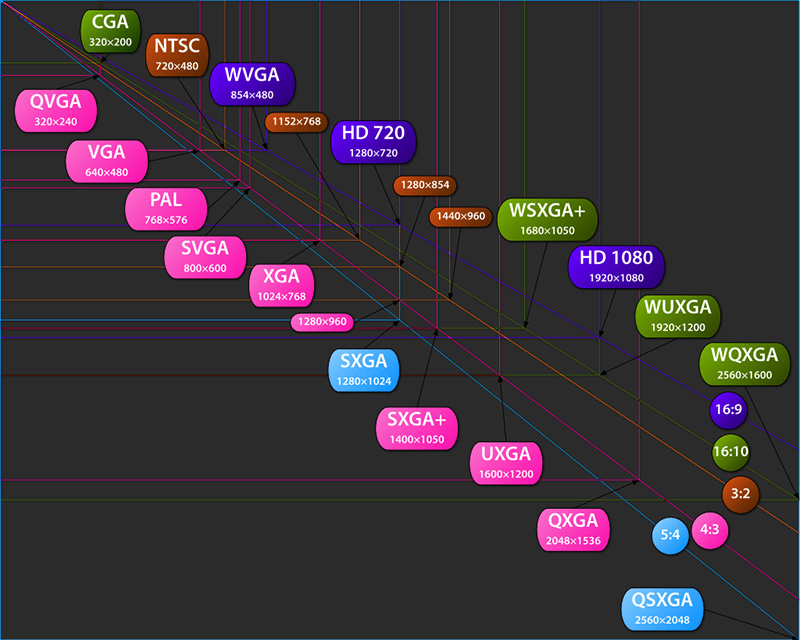 CGA
320×200
NTSC
720×480
WVGA
854×480
QVGA
320×240
1152×768
HD 720
1280×720
VGA
640×480
1280×854
PAL
768×576
1440×960
WSXGA+
1680×1050
SVGA
800×600
HD 1080
1920×1080
XGA
1024×768
1280×960
WUXGA
1920×1200
SXGA
1280×1024
WQXGA
2560×1600
16:9
SXGA+
1400×1050
16:10
UXGA
1600×1200
3:2
QXGA
2048×1536
5:4
4:3
QSXGA
2560×2048